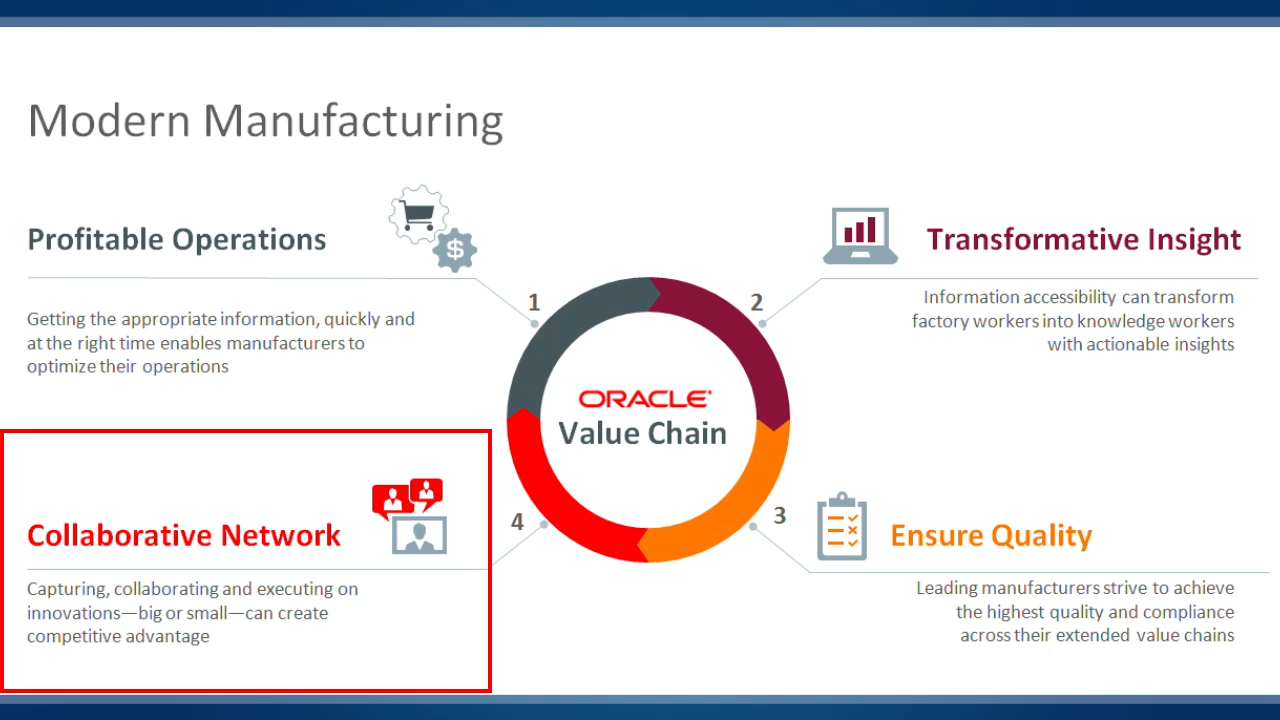 Modern Manufacturing
Profitable Operations
$
Getting the appropriate information, quickly and
at the right time enables manufacturers to
optimize their operations
1
2
Transformative Insight
Information accessibility can transform
factory workers into knowledge workers
with actionable insights
ORACLE®
Value Chain
Collaborative Network
4
Capturing, collaborating and executing on
innovations—big or small—can create
competitive advantage
3
Ensure Quality
Leading manufacturers strive to achieve
the highest quality and compliance
across their extended value chains